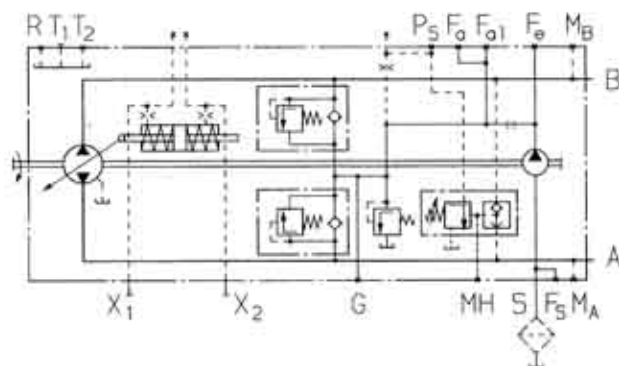 R T₁ T₂ PS Fa Fa1 Fe MB
B
A
X₁ X₂ G MH S FS MA